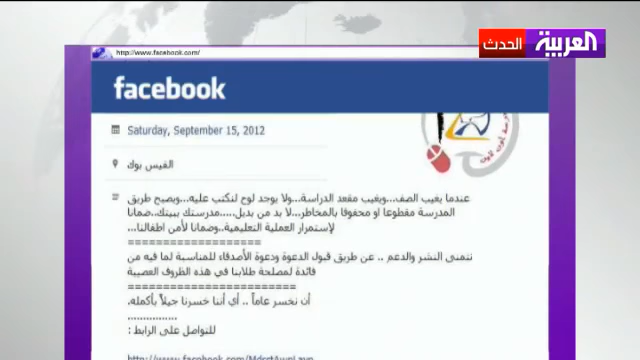 العربية الحدث
http://www.facebook.com/
facebook
Saturday, September 15, 2012
الفيس بوك
عندما يغيب الصف...ويغيب مقعد الدراسة...ولا يوجد لوح لنكتب عليه...ويصبح طريق
المدرسة مقطوعا او محفوفا بالمخاطر...لا بد من بديل.....مدرستك ببيتك..ضمانا
لإستمرار العملية التعليمية..وضمانا لأمن اطفالنا...
===================
نتمنى النشر والدعم .. عن طريق قبول الدعوة ودعوة الأصدقاء للمناسبة لما فيه من
فائدة لمصلحة طلابنا في هذه الظروف العصيبة
========================
أن نخسر عاماً .. أي أننا خسرنا جيلاً بأكمله.
...............
للتواصل على الرابط :